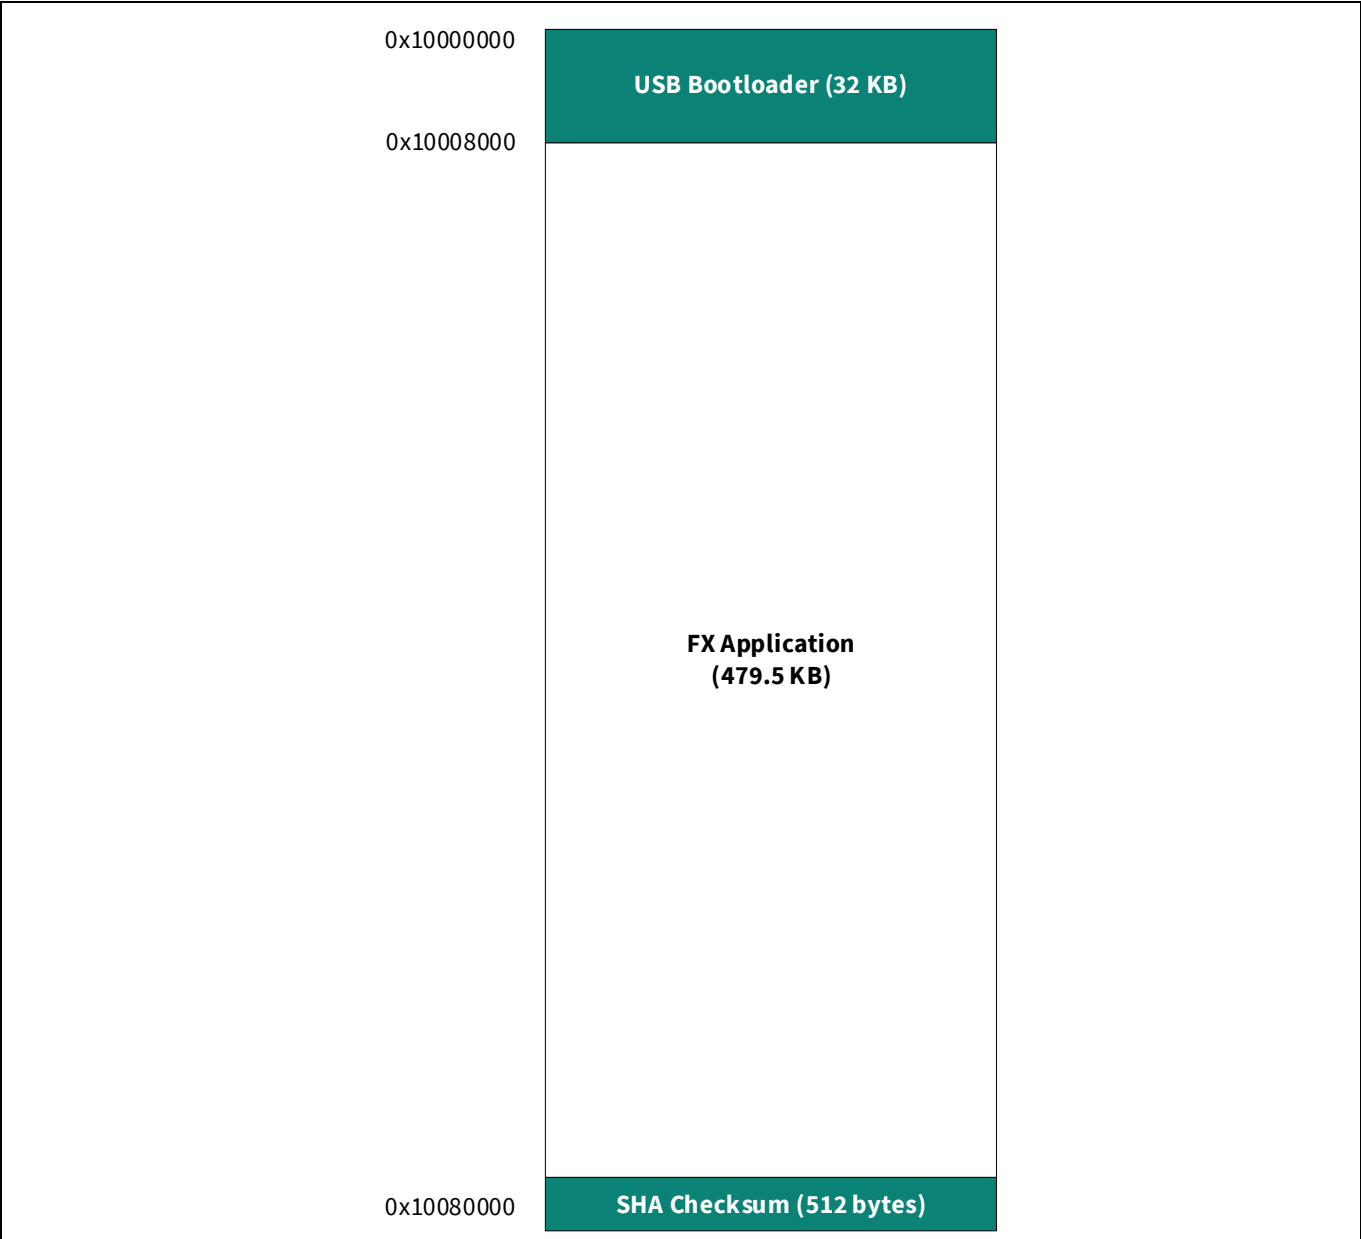 0x10000000
USB Bootloader (32 KB)
0x10008000
FX Application
(479.5 KB)
0x10080000
SHA Checksum (512 bytes)